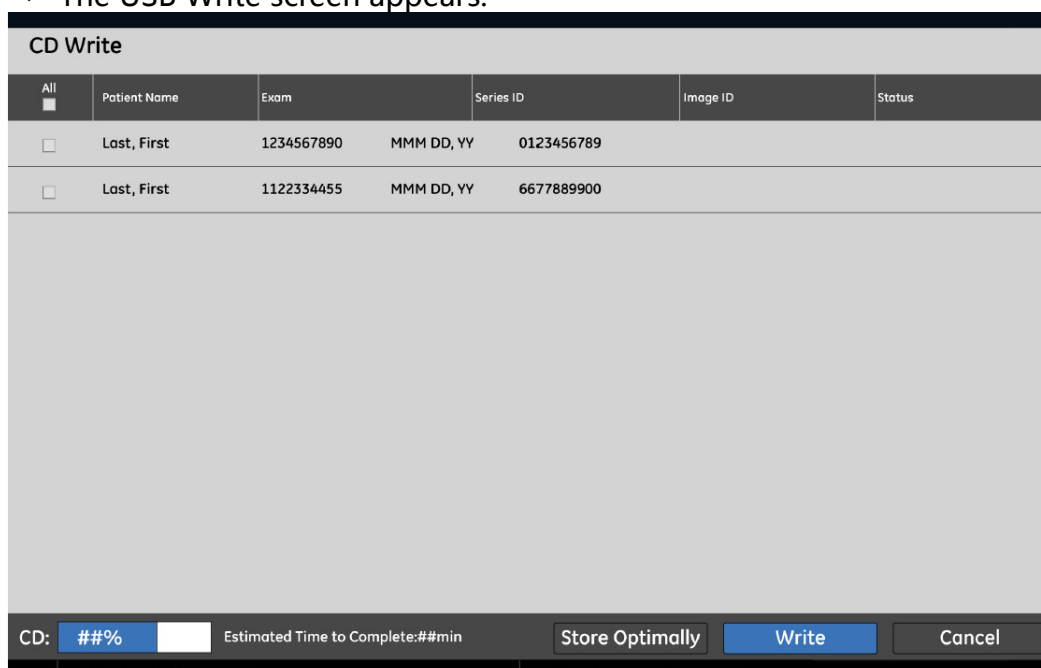 The USB Write screen appears.
CD Write
All Patient Name Exam Series ID Image ID Status
Last, First 1234567890 MMM DD, YY 0123456789
Last, First 1122334455 MMM DD, YY 6677889900
CD: ##% Estimated Time to Complete:##min Store Optimally Write Cancel